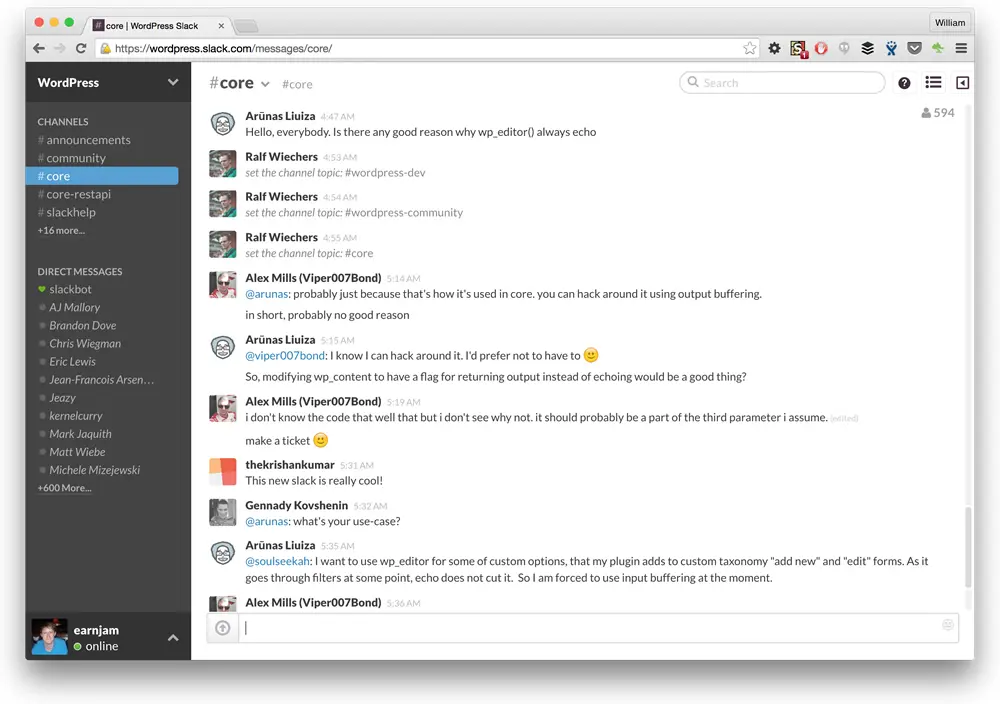 core | WordPress Slack
William
https://wordpress.slack.com/messages/core/
WordPress
#core
#core
Search
594
CHANNELS
# announcements
# community
# core
# core-restapi
# slackhelp
+16 more...
DIRECT MESSAGES
slackbot
AJ Mallory
Brandon Dove
Chris Wiegman
Eric Lewis
Jean-Francois Arsen…
Jeazy
kernelcurry
Mark Jaquith
Matt Wiebe
Michele Mizejewski
+600 More...
earnjam
online
Arūnas Liuiza 4:47 AM
Hello, everybody. Is there any good reason why wp_editor() always echo
Ralf Wiechers 4:53 AM
set the channel topic: #wordpress-dev
Ralf Wiechers 4:54 AM
set the channel topic: #wordpress-community
Ralf Wiechers 4:55 AM
set the channel topic: #core
Alex Mills (Viper007Bond) 5:14 AM
@arunas: probably just because that's how it's used in core. you can hack around it using output buffering.
in short, probably no good reason
Arūnas Liuiza 5:15 AM
@viper007bond: I know I can hack around it. I'd prefer not to have to 🙂
So, modifying wp_content to have a flag for returning output instead of echoing would be a good thing?
Alex Mills (Viper007Bond) 5:19 AM
i don't know the code that well that but i don't see why not. it should probably be a part of the third parameter i assume. (edited)
make a ticket 🙂
thekrishankumar 5:31 AM
This new slack is really cool!
Gennady Kovshenin 5:32 AM
@arunas: what's your use-case?
Arūnas Liuiza 5:35 AM
@soulseekah: I want to use wp_editor for some of custom options, that my plugin adds to custom taxonomy "add new" and "edit" forms. As it
goes through filters at some point, echo does not cut it. So I am forced to use input buffering at the moment.
Alex Mills (Viper007Bond) 5:36 AM